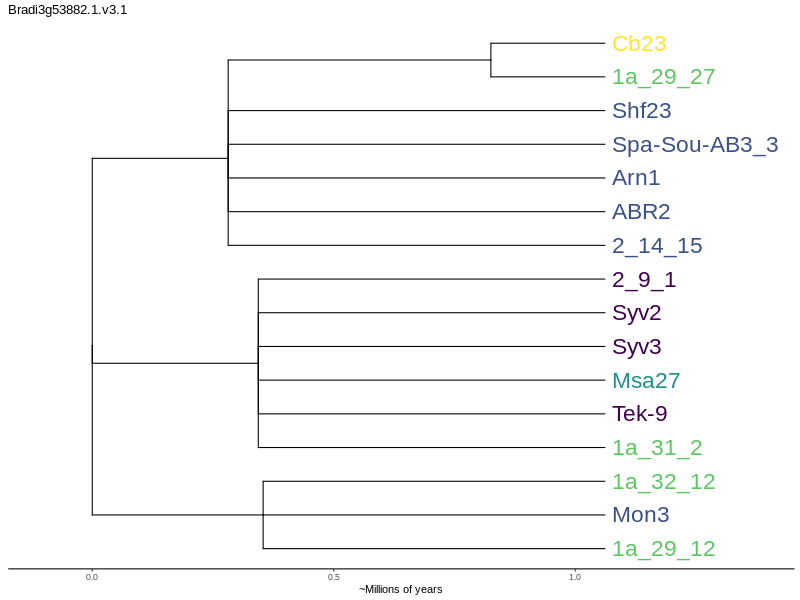 Bradi3g53882.1.v3.1
Cb23
1a_29_27
Shf23
Spa-Sou-AB3_3
Arn1
ABR2
2_14_15
2_9_1
Syv2
Syv3
Msa27
Tek-9
1a_31_2
1a_32_12
Mon3
1a_29_12
0.0 0.5 1.0
~Millions of years